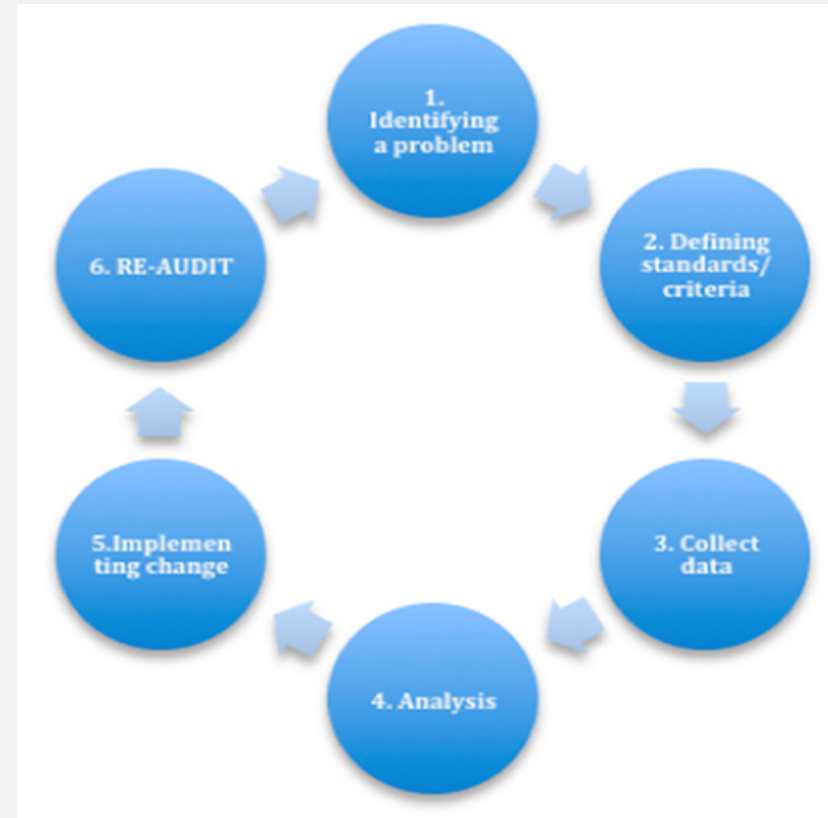 1.
Identifying
a problem
2. Defining
standards/
criteria
3. Collect
data
4. Analysis
5.Implemen
ting change
6. RE-AUDIT